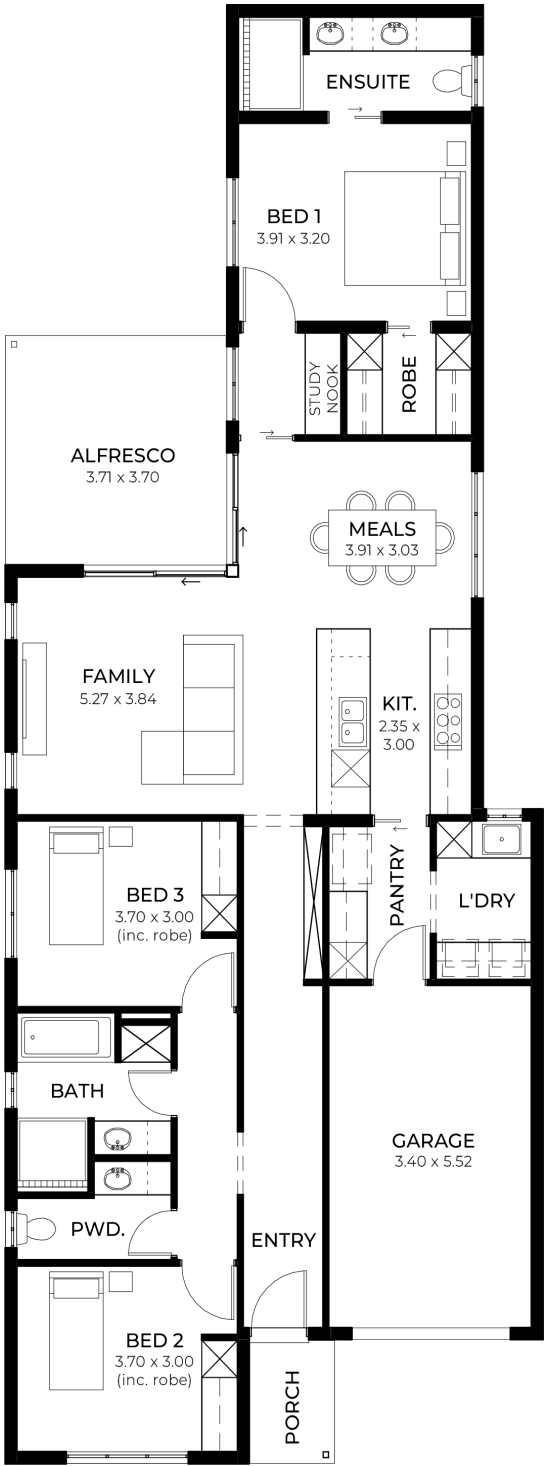 ENSUITE
BED 1
3.91 x 3.20
STUDY
NOOK
ROBE
ALFRESCO
3.71 x 3.70
MEALS
3.91 x 3.03
FAMILY
5.27 x 3.84
KIT.
2.35 x
3.00
PANTRY
L'DRY
BED 3
3.70 x 3.00
(inc. robe)
BATH
GARAGE
3.40 x 5.52
PWD.
ENTRY
BED 2
3.70 x 3.00
(inc. robe)
PORCH